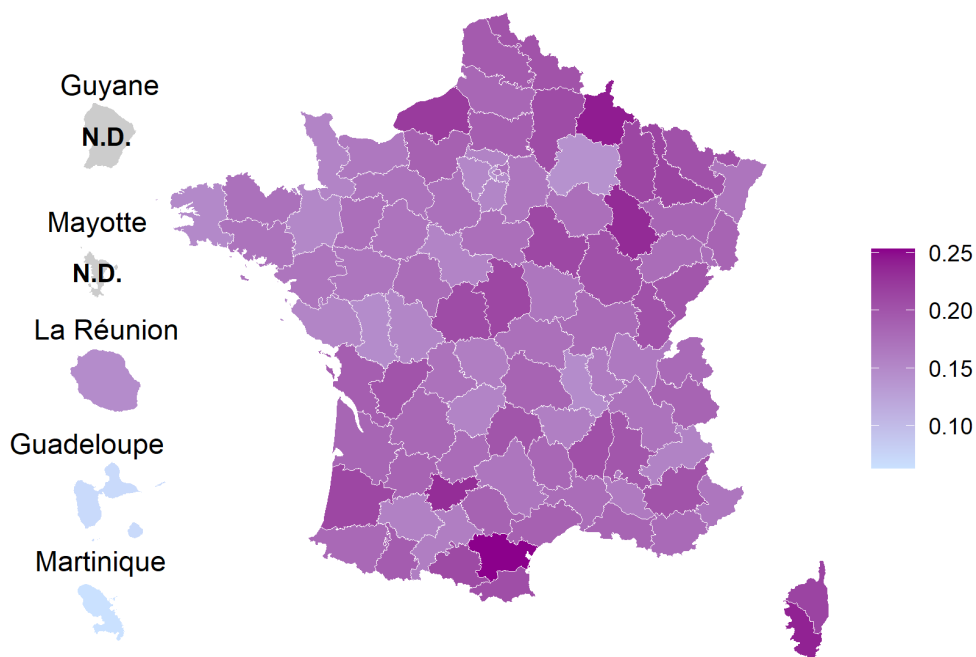 Guyane
N.D.
Mayotte
N.D.
La Réunion
Guadeloupe
Martinique
0.25
0.20
0.15
0.10